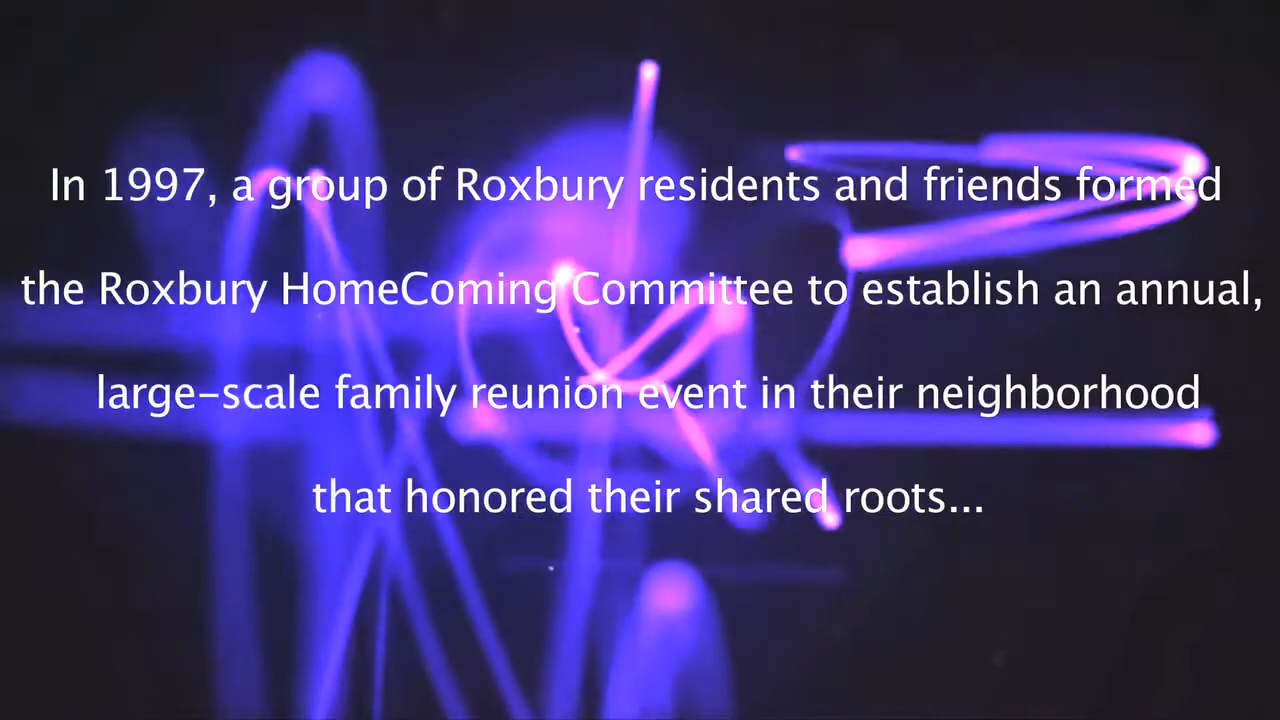 In 1997, a group of Roxbury residents and friends formed
the Roxbury HomeComing Committee to establish an annual,
large-scale family reunion event in their neighborhood
that honored their shared roots...